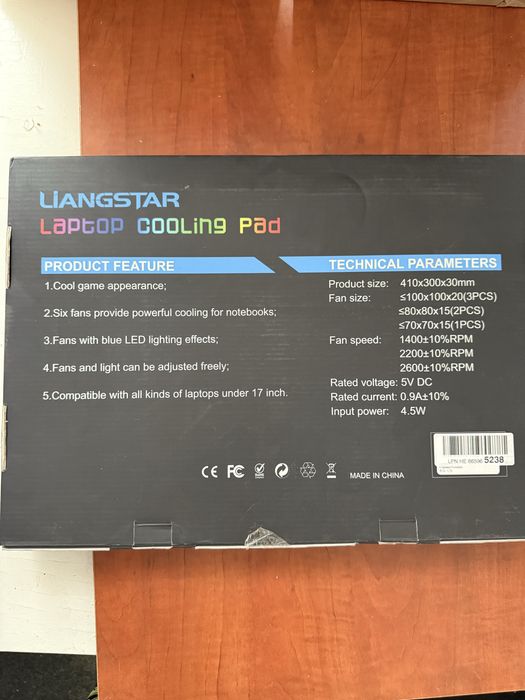 LIANGSTAR
Laptop Cooling Pad
PRODUCT FEATURE
1.Cool game appearance;
2.Six fans provide powerful cooling for notebooks;
3.Fans with blue LED lighting effects;
4.Fans and light can be adjusted freely;
5.Compatible with all kinds of laptops under 17 inch.
TECHNICAL PARAMETERS
Product size: 410x300x30mm
Fan size: ≤100x100x20(3PCS)
≤80x80x15(2PCS)
≤70x70x15(1PCS)
Fan speed: 1400±10%RPM
2200±10%RPM
2600±10%RPM
Rated voltage: 5V DC
Rated current: 0.9A±10%
Input power: 4.5W
5238
CE FC MADE IN CHINA